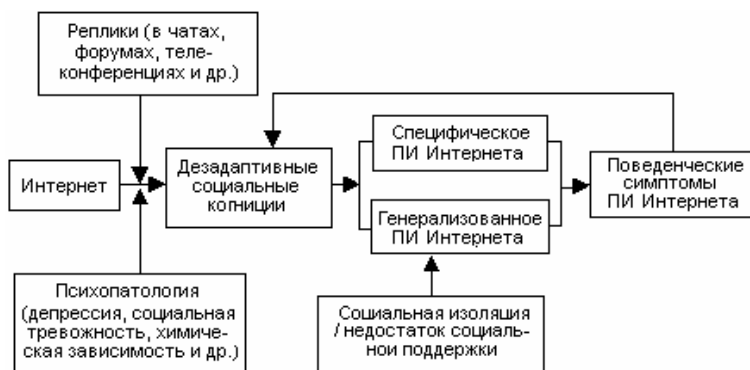 Реплики (в чатах,
форумах, теле-
конференциях и др.)
Специфическое
ПИ Интернета
Интернет
Дезадаптивные
социальные
когниции
Поведенческие
симптомы
ПИ Интернета
Генерализованное
ПИ Интернета
Психопатология
(депрессия, социальная
тревожность, химиче-
ская зависимость и др.)
Социальная изоляция
/ недостаток социаль-
нои поддержки